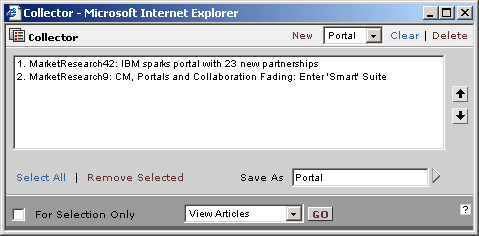 Collector - Microsoft Internet Explorer
Collector New Portal Clear | Delete
1. MarketResearch42: IBM sparks portal with 23 new partnerships
2. MarketResearch9: CM, Portals and Collaboration Fading: Enter 'Smart' Suite
Select All | Remove Selected Save As Portal
For Selection Only View Articles GO ?